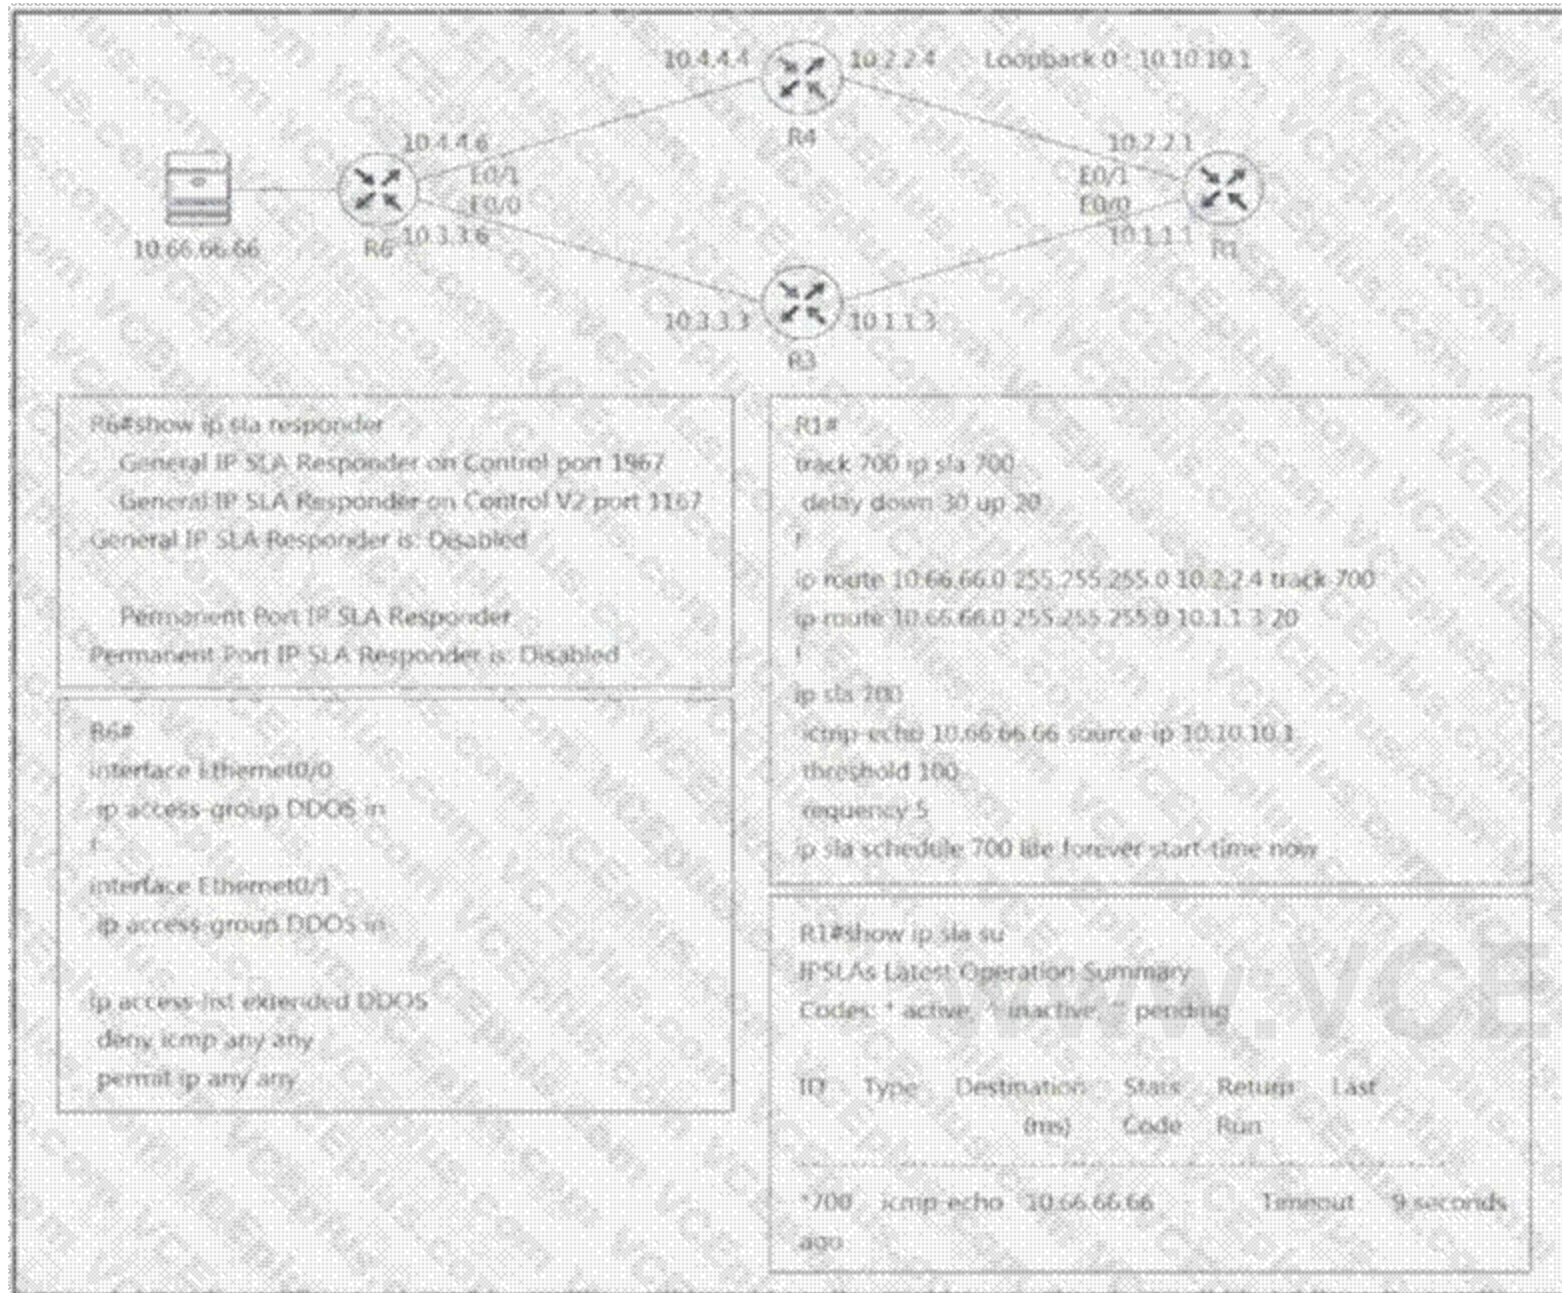 10.4.4.4
10.2.2.4
Loopback 0 : 10.10.10.1
R4
10.4.4.6
10.2.2.1
E0/1
E0/1
E0/0
E0/0
10.66.66.66
R6
10.3.3.6
10.1.1.1
R1
10.3.3.3
10.1.1.3
R3
R6#show ip sla responder
General IP SLA Responder on Control port 1967
General IP SLA Responder on Control V2 port 1167
General IP SLA Responder is: Disabled
Permanent Port IP SLA Responder
Permanent Port IP SLA Responder is: Disabled
R6#
interface Ethernet0/0
ip access-group DDOS in
!
interface Ethernet0/1
ip access-group DDOS in
ip access-list extended DDOS
deny icmp any any
permit ip any any
R1#
track 700 ip sla 700
delay down 30 up 20
!
ip route 10.66.66.0 255.255.255.0 10.2.2.4 track 700
ip route 10.66.66.0 255.255.255.0 10.1.1.3 20
!
ip sla 700
icmp-echo 10.66.66.66 source-ip 10.10.10.1
threshold 100
requency 5
ip sla schedule 700 life forever start-time now
R1#show ip sla su
IPSLAs Latest Operation Summary
Codes: * active, ^ inactive, ~ pending
ID Type Destination Stats Return Last
(ms) Code Run
*700 icmp-echo 10.66.66.66 - Timeout 9 seconds
ago
www.VCE